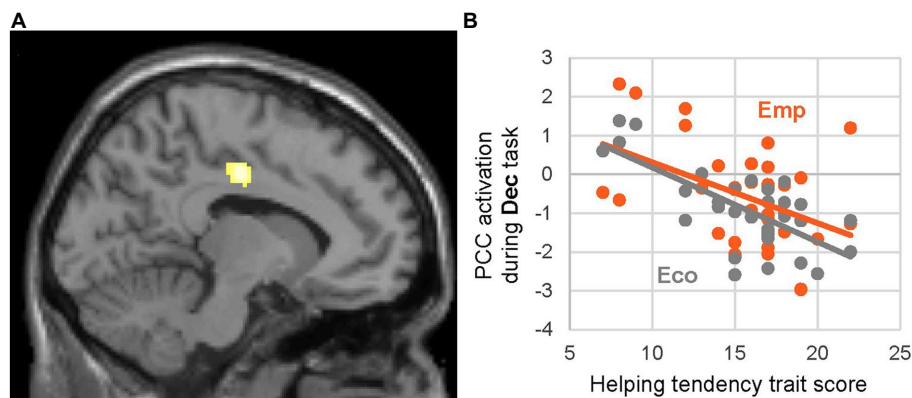 A
B
PCC activation
during Dec task
3
2
1
0
-1
-2
-3
-4
Emp
Eco
5
10
15
20
25
Helping tendency trait score